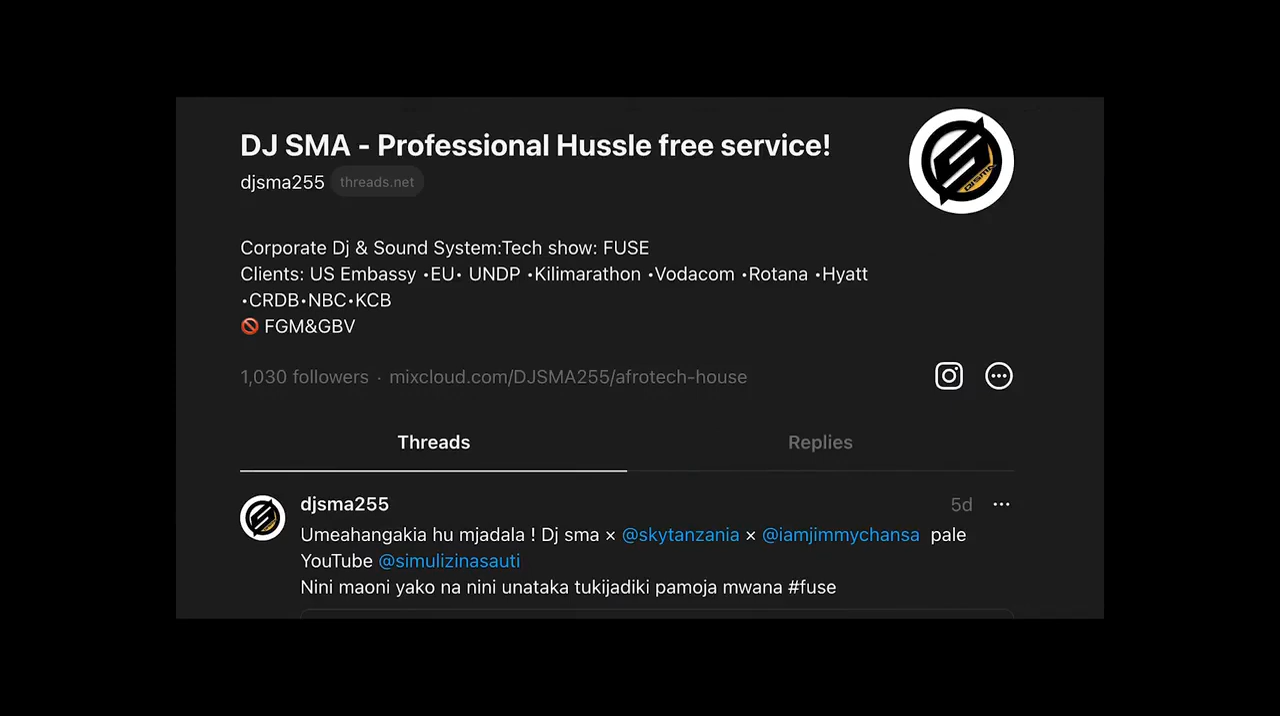 DJ SMA - Professional Hussle free service!
djsma255 threads.net
DJSMA
Corporate Dj & Sound System:Tech show: FUSE
Clients: US Embassy •EU• UNDP •Kilimarathon •Vodacom •Rotana •Hyatt
•CRDB•NBC•KCB
🚫 FGM&GBV
1,030 followers · mixcloud.com/DJSMA255/afrotech-house
Threads Replies
djsma255 5d
Umeahangakia hu mjadala ! Dj sma × @skytanzania × @iamjimmychansa pale
YouTube @simulizinasauti
Nini maoni yako na nini unataka tukijadiki pamoja mwana #fuse